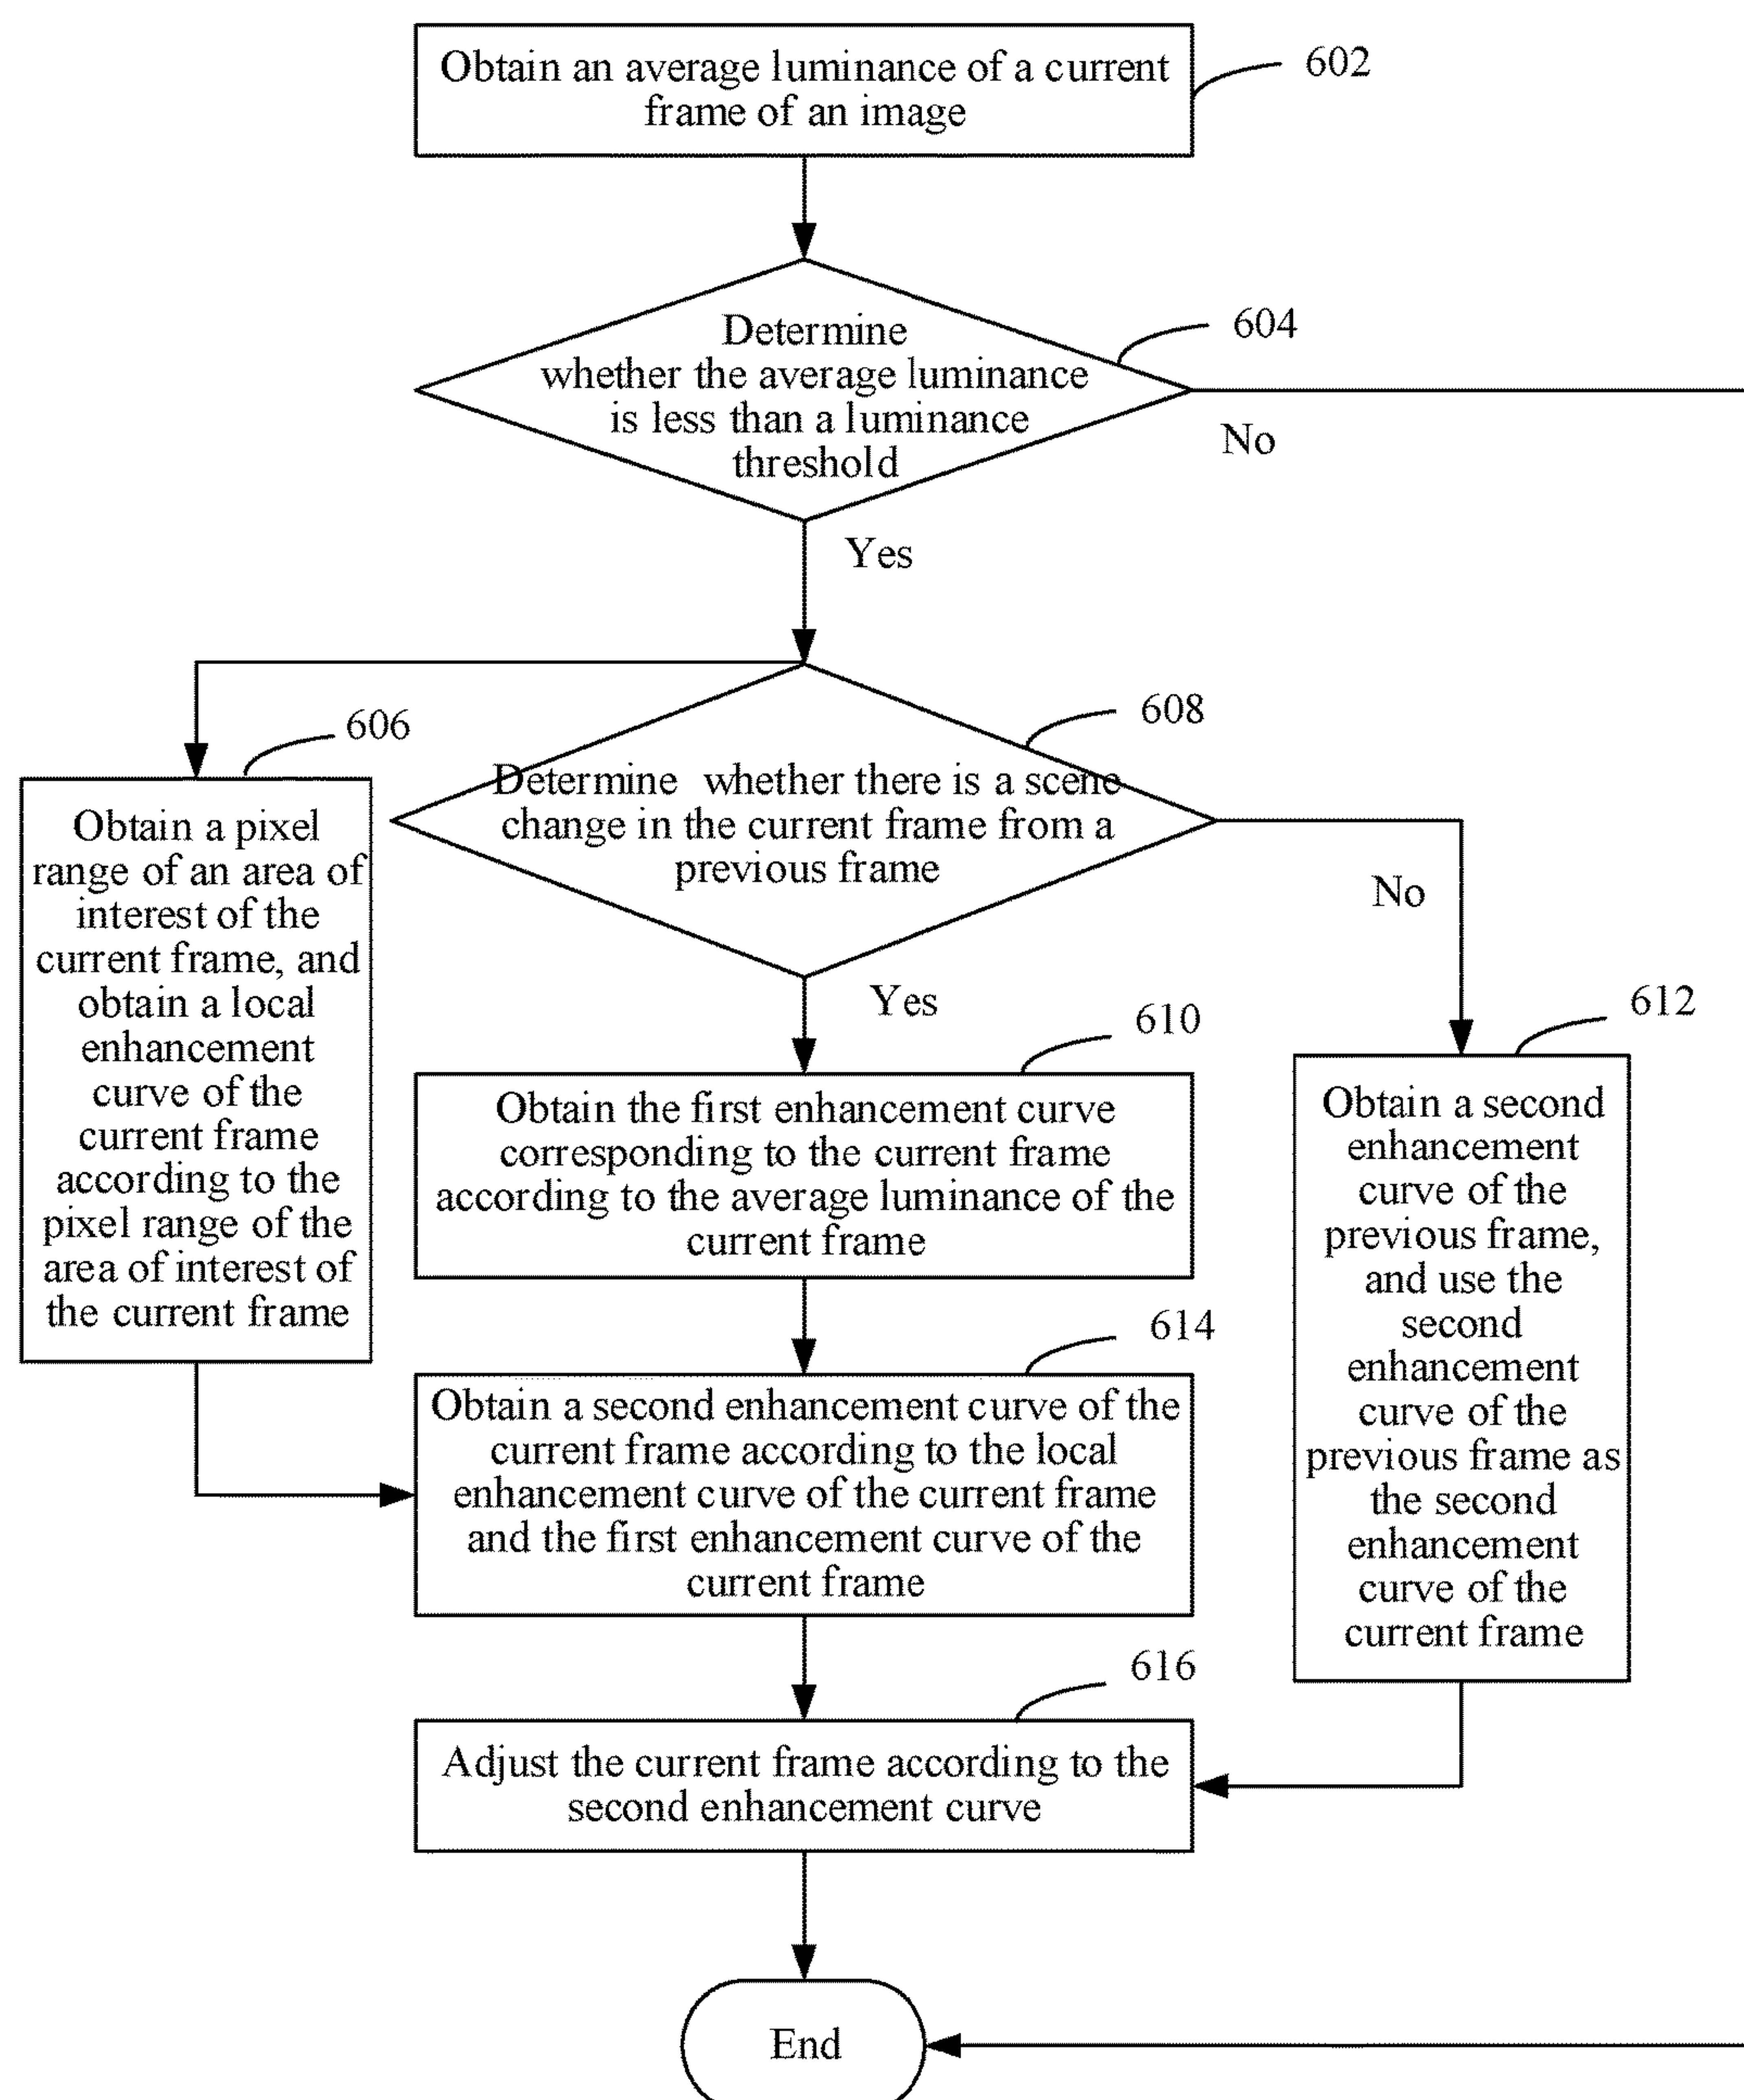 Obtain an average luminance of a current
frame of an image
602
Determine
whether the average luminance
is less than a luminance
threshold
604
No
Yes
606
Obtain a pixel
range of an area of
interest of the
current frame, and
obtain a local
enhancement
curve of the
current frame
according to the
pixel range of the
area of interest of
the current frame
608
Determine whether there is a scene
change in the current frame from a
previous frame
No
Yes
610
Obtain the first enhancement curve
corresponding to the current frame
according to the average luminance of the
current frame
612
Obtain a second
enhancement
curve of the
previous frame,
and use the
second
enhancement
curve of the
previous frame as
the second
enhancement
curve of the
current frame
614
Obtain a second enhancement curve of the
current frame according to the local
enhancement curve of the current frame
and the first enhancement curve of the
current frame
616
Adjust the current frame according to the
second enhancement curve
End